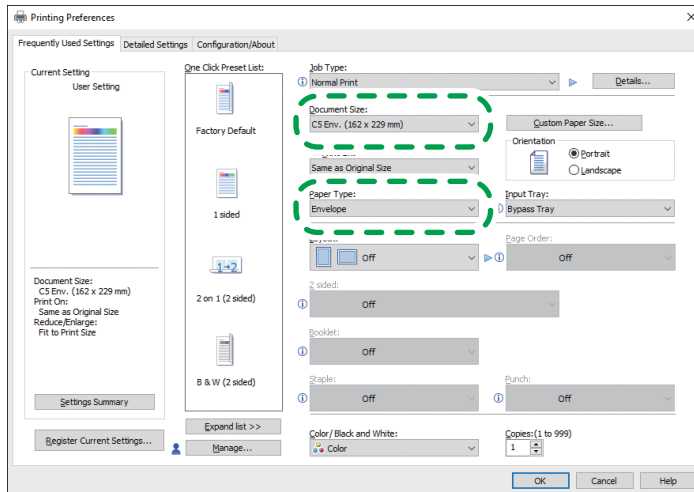 Printing Preferences
Frequently Used Settings
Detailed Settings
Configuration/About
Current Setting
User Setting
Document Size:
C5 Env. (162 x 229 mm)
Print On:
Same as Original Size
Reduce/Enlarge:
Fit to Print Size
Settings Summary
Register Current Settings...
One Click Preset List:
Factory Default
1 sided
1→2
2 on 1 (2 sided)
B & W (2 sided)
Expand list >>
Manage...
Job Type:
Normal Print
Details...
Document Size:
C5 Env. (162 x 229 mm)
Custom Paper Size...
Orientation
Portrait
Landscape
Same as Original Size
Paper Type:
Envelope
Input Tray:
Bypass Tray
Off
Page Order:
Off
2 sided:
Off
Booklet:
Off
Staple:
Off
Punch:
Off
Color/ Black and White:
Color
Copies:(1 to 999)
1
OK
Cancel
Help